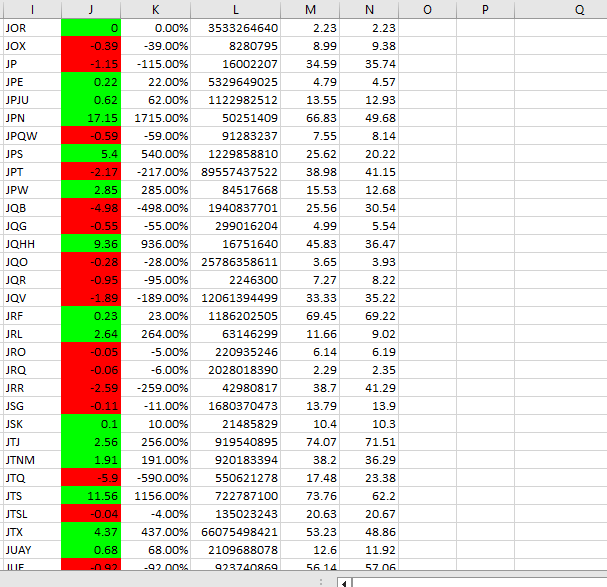 I J K L M N O P Q
JOR 0 0.00% 3533264640 2.23 2.23
JOX -0.39 -39.00% 8280795 8.99 9.38
JP -1.15 -115.00% 16002207 34.59 35.74
JPE 0.22 22.00% 5329649025 4.79 4.57
JPJU 0.62 62.00% 1122982512 13.55 12.93
JPN 17.15 1715.00% 50251409 66.83 49.68
JPQW -0.59 -59.00% 91283237 7.55 8.14
JPS 5.4 540.00% 1229858810 25.62 20.22
JPT -2.17 -217.00% 89557437522 38.98 41.15
JPW 2.85 285.00% 84517668 15.53 12.68
JQB -4.98 -498.00% 1940837701 25.56 30.54
JQG -0.55 -55.00% 299016204 4.99 5.54
JQHH 9.36 936.00% 16751640 45.83 36.47
JQO -0.28 -28.00% 25786358611 3.65 3.93
JQR -0.95 -95.00% 2246300 7.27 8.22
JQV -1.89 -189.00% 12061394499 33.33 35.22
JRF 0.23 23.00% 1186202505 69.45 69.22
JRL 2.64 264.00% 63146299 11.66 9.02
JRO -0.05 -5.00% 220935246 6.14 6.19
JRQ -0.06 -6.00% 2028018390 2.29 2.35
JRR -2.59 -259.00% 42980817 38.7 41.29
JSG -0.11 -11.00% 1680370473 13.79 13.9
JSK 0.1 10.00% 21485829 10.4 10.3
JTJ 2.56 256.00% 919540895 74.07 71.51
JTNM 1.91 191.00% 920183394 38.2 36.29
JTQ -5.9 -590.00% 550621278 17.48 23.38
JTS 11.56 1156.00% 722787100 73.76 62.2
JTSL -0.04 -4.00% 135023243 20.63 20.67
JTX 4.37 437.00% 66075498421 53.23 48.86
JUAY 0.68 68.00% 2109688078 12.6 11.92
JUE -0.92 -92.00% 923740869 56.14 57.06